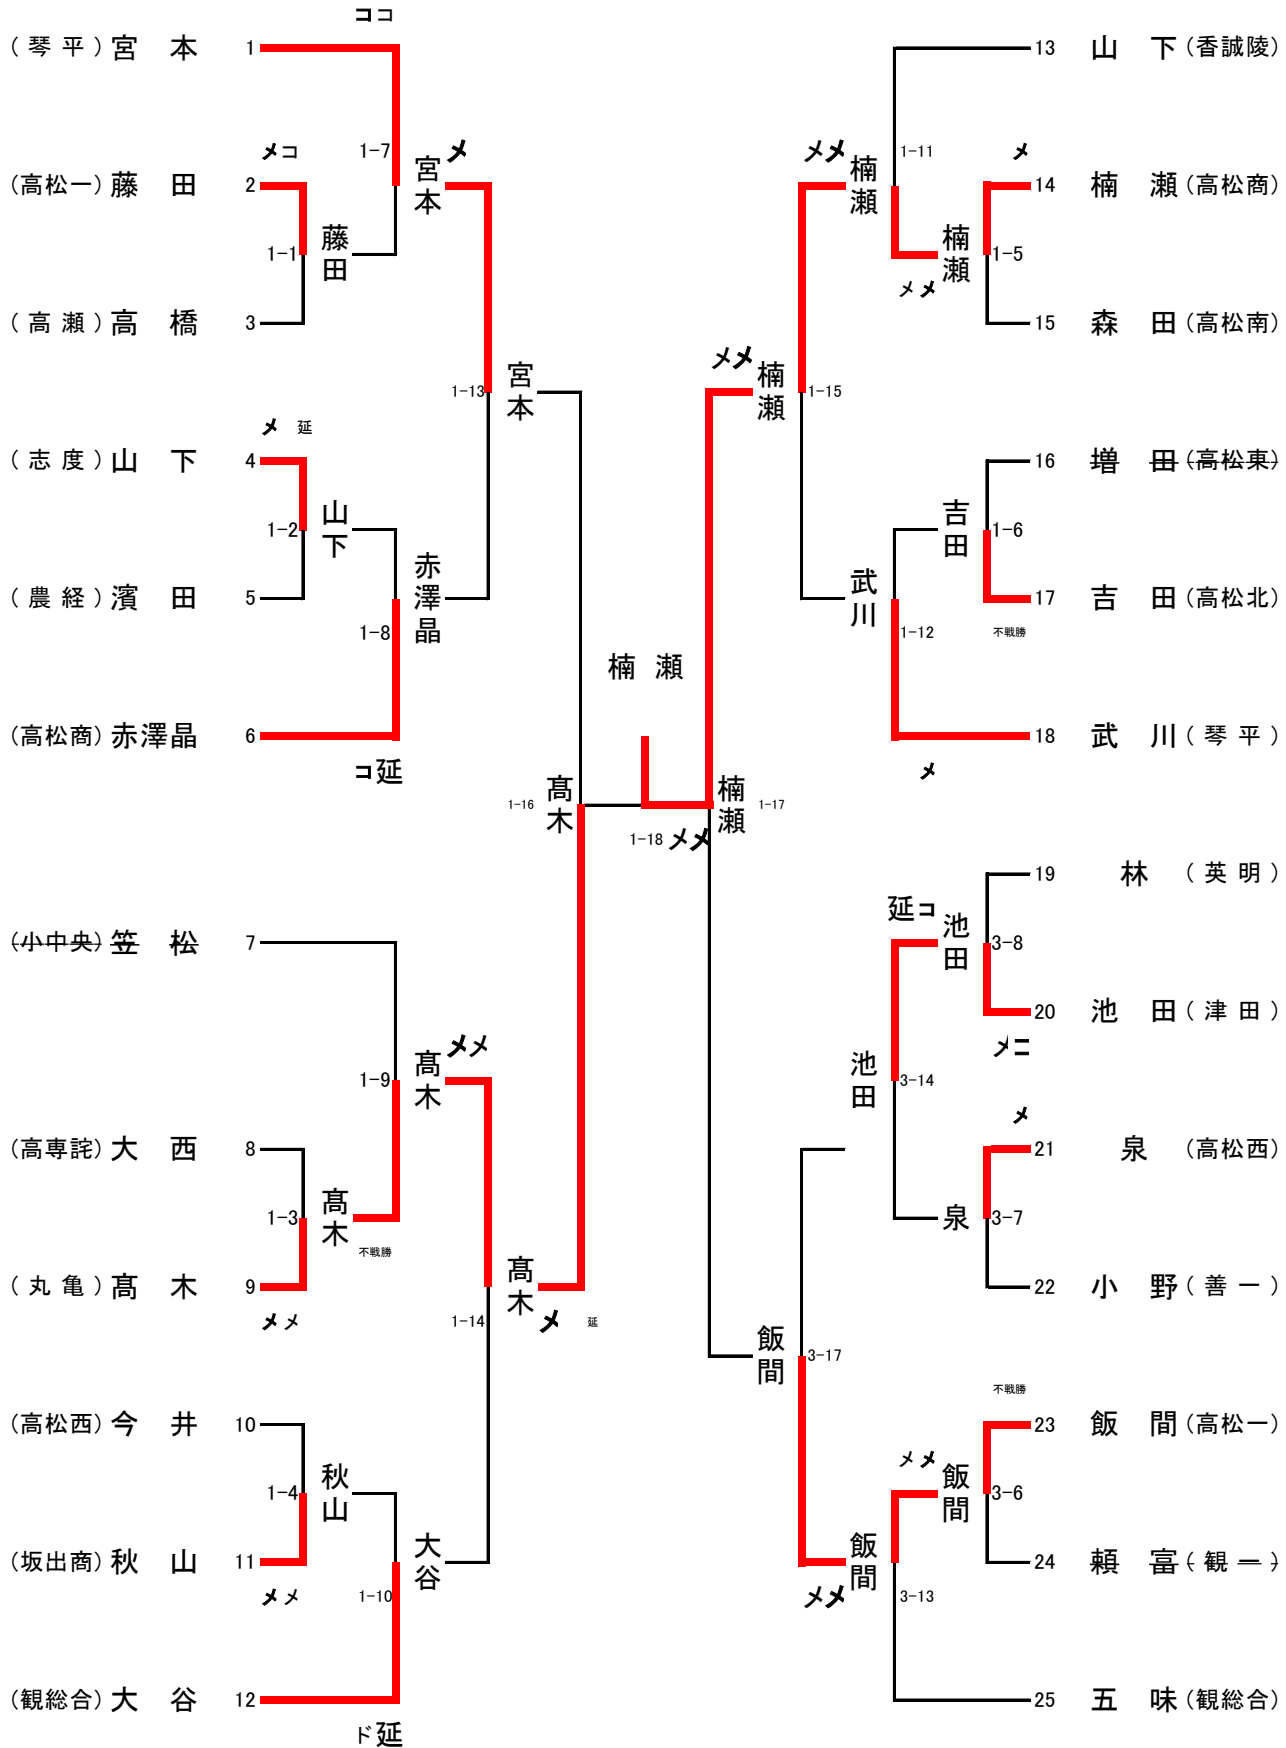 ココ
(琴平) 宮本 1
1-7
宮本 メ
メコ
(高松一) 藤田 2
1-1
藤田
(高瀬) 高橋 3
1-13
宮本
メ 延
(志度) 山下 4
1-2
山下
(農経) 濱田 5
1-8
赤澤晶
(高松商) 赤澤晶 6
コ延
1-16
髙木
(小中央) 笠松 7
1-9
髙木 メメ
(高専詫) 大西 8
1-3
髙木
不戦勝
(丸亀) 髙木 9
メメ
1-14
髙木
メ 延
(高松西) 今井 10
1-4
秋山
(坂出商) 秋山 11
メメ
1-10
大谷
(観総合) 大谷 12
ド延
楠瀬
1-18 メメ
楠瀬
1-17
13 山下 (香誠陵)
メメ 楠瀬
1-11
メ
14 楠瀬 (高松商)
楠瀬
1-5
メメ
15 森田 (高松南)
メメ 楠瀬
1-15
16 増田 (高松東)
吉田
1-6
17 吉田 (高松北)
不戦勝
武川
1-12
18 武川 (琴平)
メ
19 林 (英明)
延コ 池田
3-8
20 池田 (津田)
メコ
池田
3-14
メ
21 泉 (高松西)
泉
3-7
22 小野 (善一)
飯間
3-17
不戦勝
23 飯間 (高松一)
メメ 飯間
3-6
24 頼富 (観一)
飯間
メメ
3-13
25 五味 (観総合)